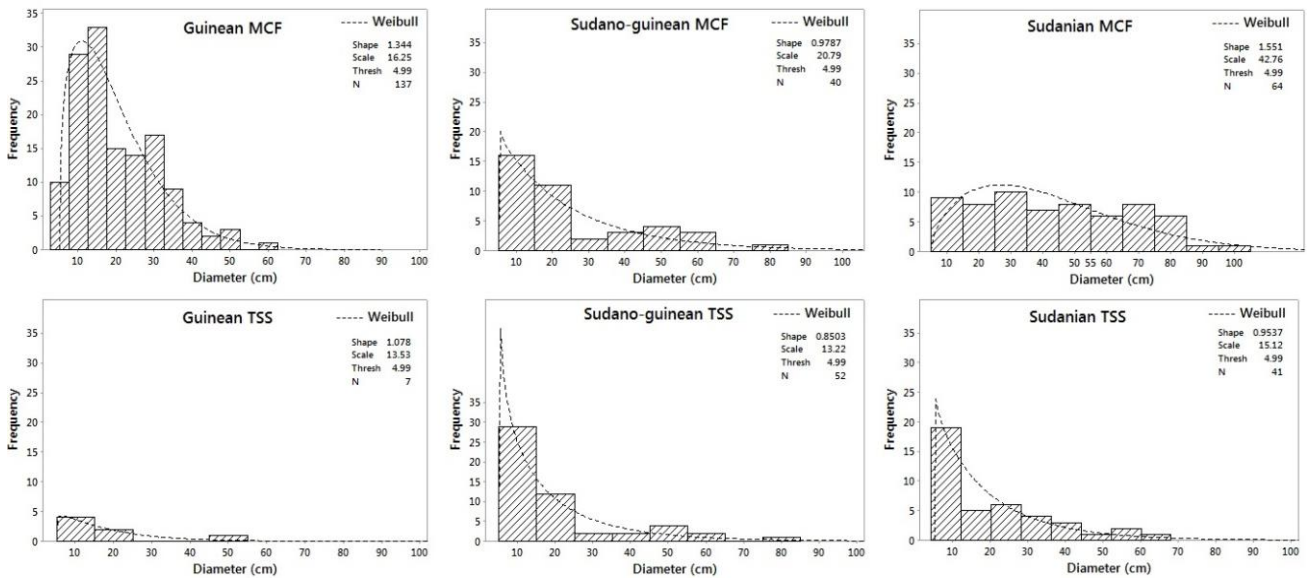 Guinean MCF
---- Weibull
Shape 1.344
Scale 16.25
Thresh 4.99
N 137
Frequency
35
30
25
20
15
10
5
0
10 20 30 40 50 60 70 80 90 100
Diameter (cm)
Sudano-guinean MCF
---- Weibull
Shape 0.9787
Scale 20.79
Thresh 4.99
N 40
Frequency
35
30
25
20
15
10
5
0
10 20 30 40 50 60 70 80 90 100
Diameter (cm)
Sudanian MCF
---- Weibull
Shape 1.551
Scale 42.76
Thresh 4.99
N 64
Frequency
35
30
25
20
15
10
5
0
10 20 30 40 50 55 60 70 80 90 100
Diameter (cm)
Guinean TSS
---- Weibull
Shape 1.078
Scale 13.53
Thresh 4.99
N 7
Frequency
35
30
25
20
15
10
5
0
10 20 30 40 50 60 70 80 90 100
Diameter (cm)
Sudano-guinean TSS
---- Weibull
Shape 0.8503
Scale 13.22
Thresh 4.99
N 52
Frequency
35
30
25
20
15
10
5
0
10 20 30 40 50 60 70 80 90 100
Diameter (cm)
Sudanian TSS
---- Weibull
Shape 0.9537
Scale 15.12
Thresh 4.99
N 41
Frequency
35
30
25
20
15
10
5
0
10 20 30 40 50 60 70 80 90 100
Diameter (cm)